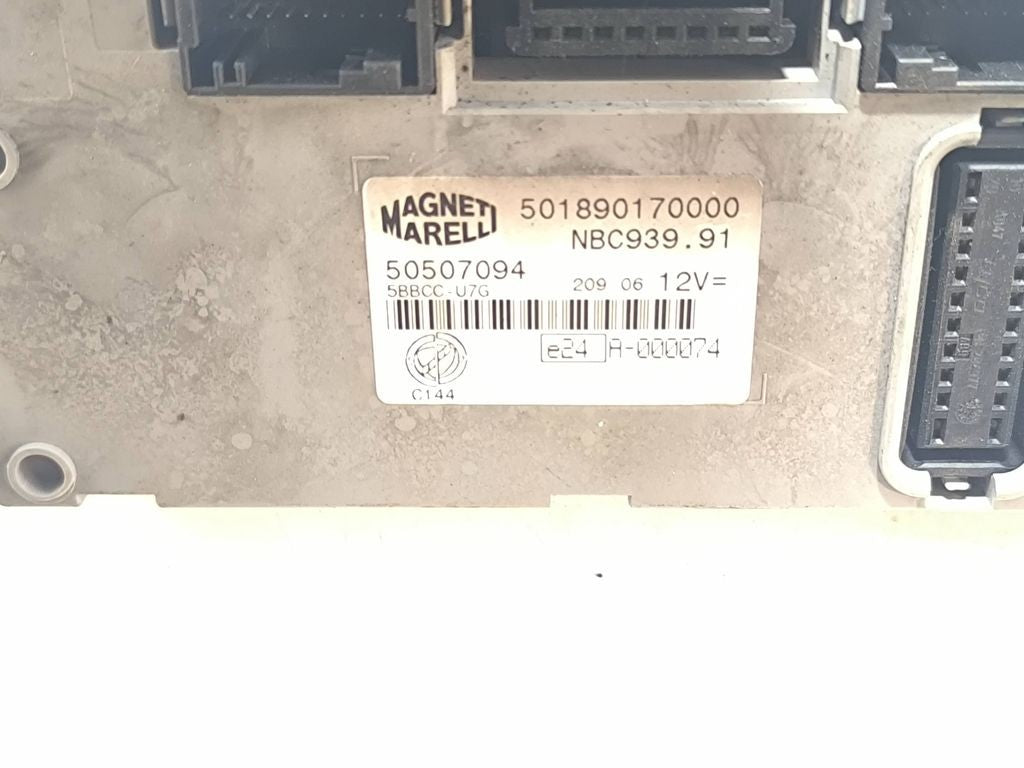 MAGNETI
MARELLI
501890170000
NBC939.91
50507094
5BBCC-U7G
209 06 12V=
e24 A-000074
C144